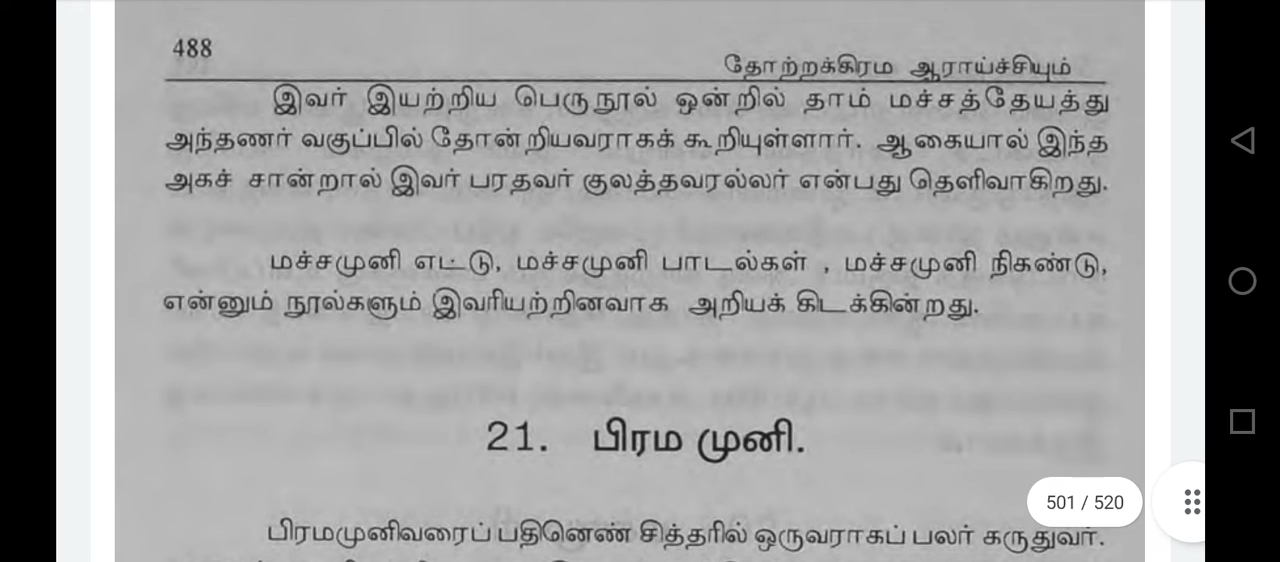 488
தோற்றக்கிரம ஆராய்ச்சியும்
இவர் இயற்றிய பெருநூல் ஒன்றில் தாம் மச்சத்தேயத்து
அந்தணர் வகுப்பில் தோன்றியவராகக் கூறியுள்ளார். ஆகையால் இந்த
அகச் சான்றால் இவர் பரதவர் குலத்தவரல்லர் என்பது தெளிவாகிறது.
மச்சமுனி எட்டு, மச்சமுனி பாடல்கள் , மச்சமுனி நிகண்டு,
என்னும் நூல்களும் இவரியற்றினவாக அறியக் கிடக்கின்றது.
21. பிரம முனி.
501 / 520
பிரமமுனிவரைப் பதினெண் சித்தரில் ஒருவராகப் பலர் கருதுவர்.